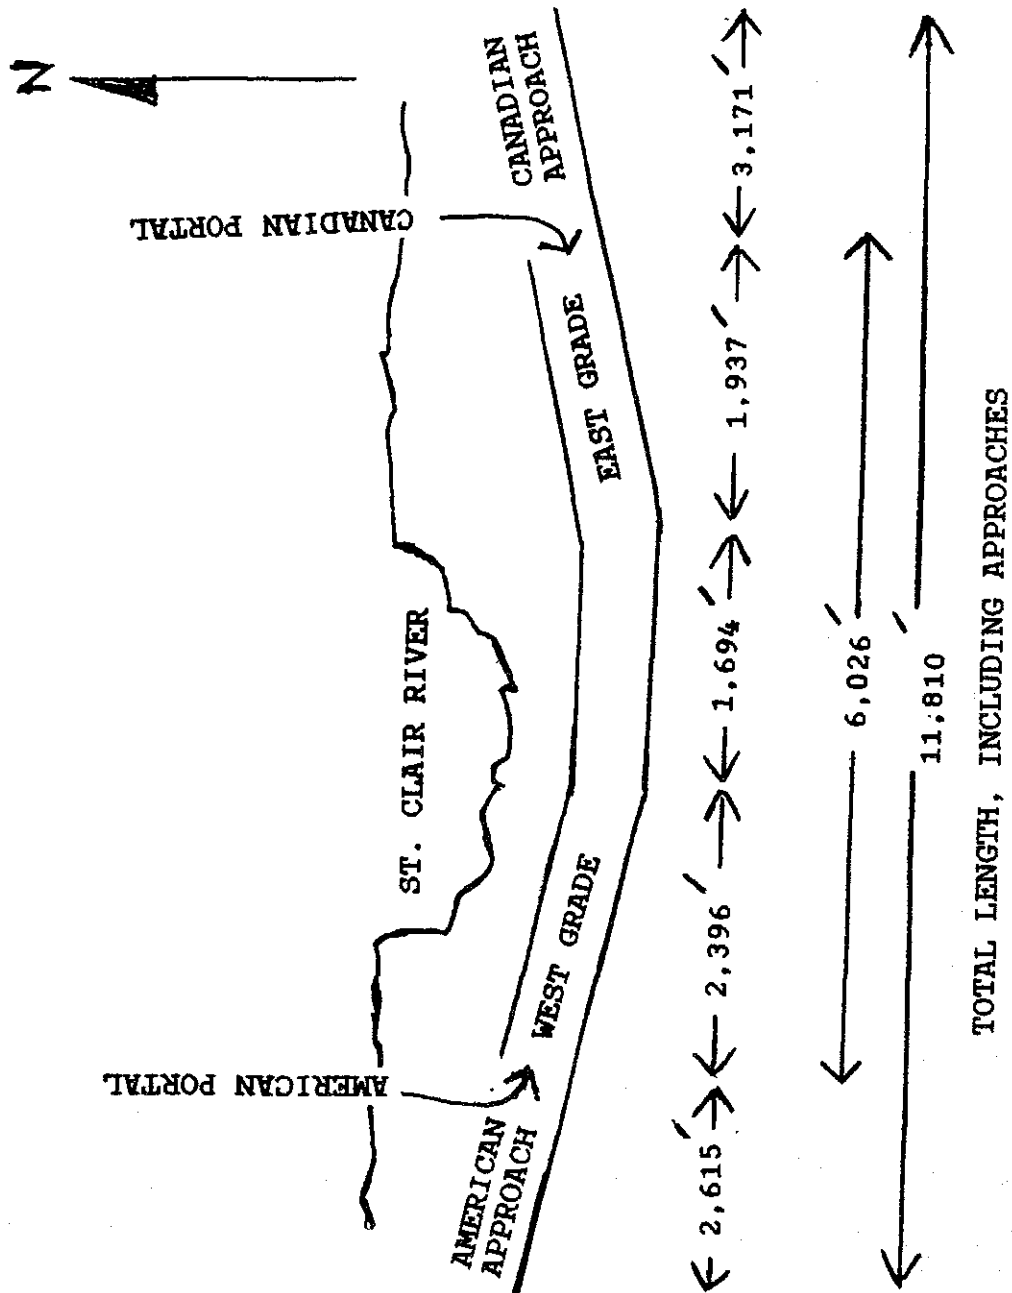 N
CANADIAN PORTAL
CANADIAN
APPROACH
ST. CLAIR RIVER
AMERICAN PORTAL
AMERICAN
APPROACH
WEST GRADE
EAST GRADE
2,615'
2,396'
1,694'
1,937'
3,171'
6,026'
11,810'
TOTAL LENGTH, INCLUDING APPROACHES